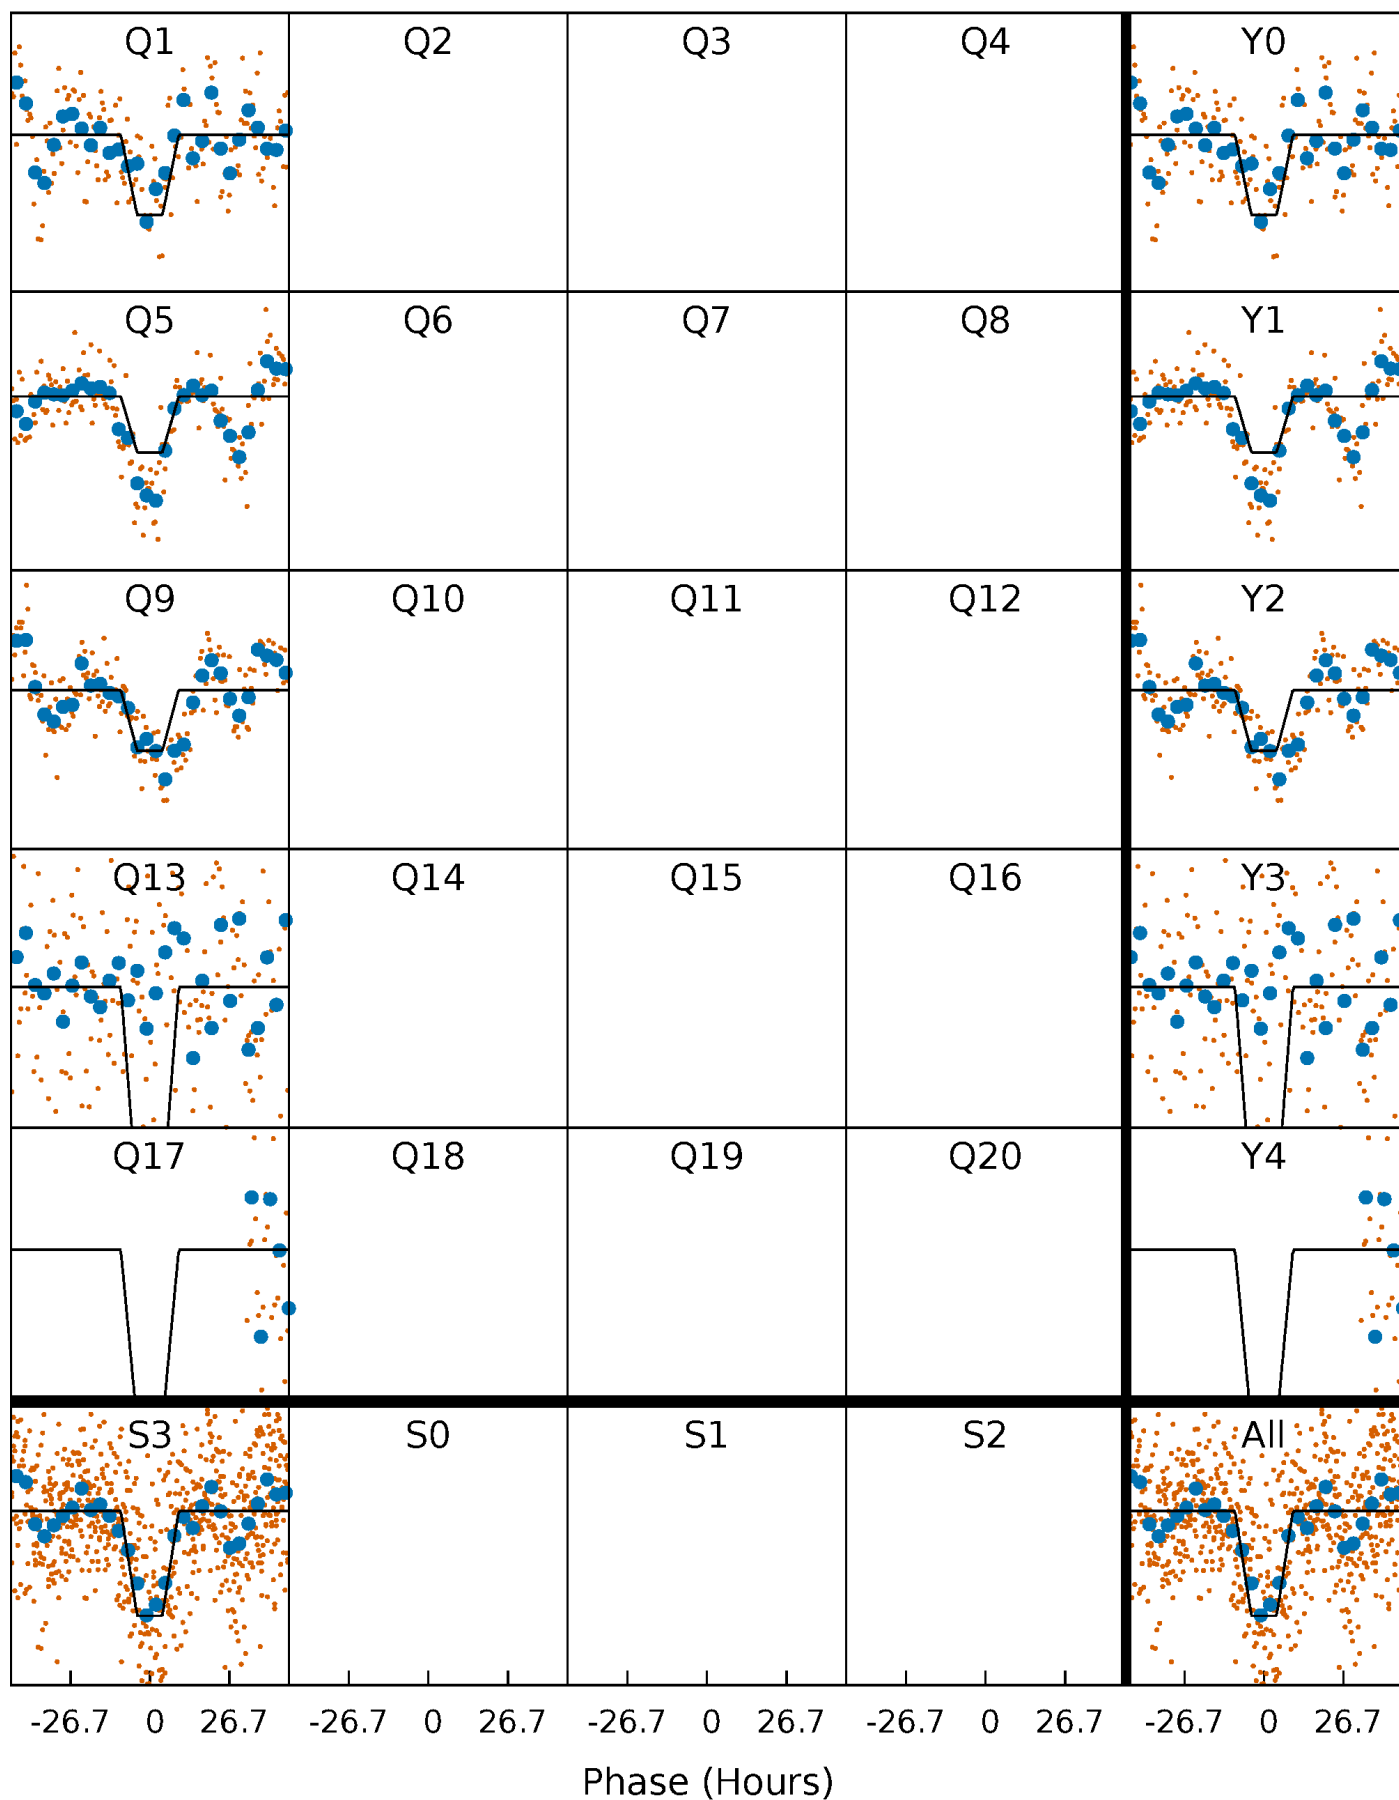 Q1 Q2 Q3 Q4 Y0
Q5 Q6 Q7 Q8 Y1
Q9 Q10 Q11 Q12 Y2
Q13 Q14 Q15 Q16 Y3
Q17 Q18 Q19 Q20 Y4
S3 S0 S1 S2 All
-26.7 0 26.7 -26.7 0 26.7 -26.7 0 26.7 -26.7 0 26.7 -26.7 0 26.7
Phase (Hours)